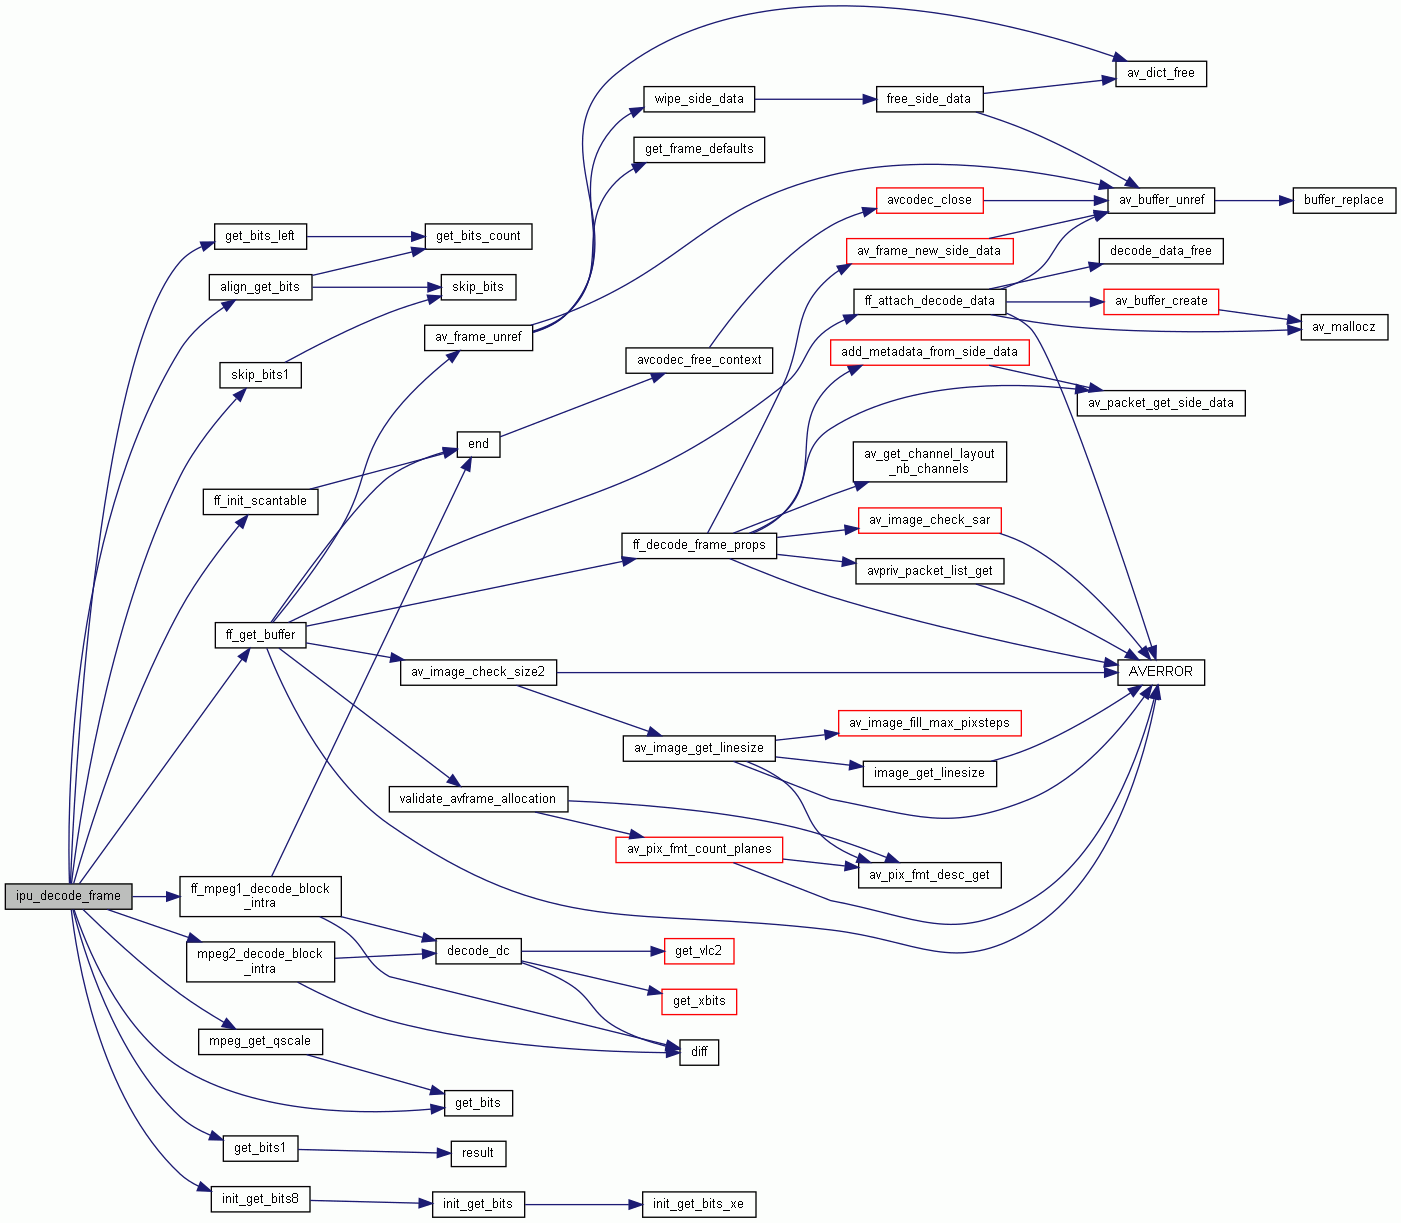 av_dict_free
wipe_side_data
free_side_data
get_frame_defaults
avcodec_close
av_buffer_unref
buffer_replace
get_bits_left
get_bits_count
av_frame_new_side_data
decode_data_free
align_get_bits
skip_bits
ff_attach_decode_data
av_buffer_create
av_mallocz
av_frame_unref
avcodec_free_context
add_metadata_from_side_data
skip_bits1
av_packet_get_side_data
end
av_get_channel_layout
_nb_channels
ff_init_scantable
av_image_check_sar
ff_decode_frame_props
avpriv_packet_list_get
ff_get_buffer
av_image_check_size2
AVERROR
av_image_fill_max_pixsteps
av_image_get_linesize
image_get_linesize
validate_avframe_allocation
av_pix_fmt_count_planes
av_pix_fmt_desc_get
ipu_decode_frame
ff_mpeg1_decode_block
_intra
decode_dc
get_vlc2
mpeg2_decode_block
_intra
get_xbits
mpeg_get_qscale
diff
get_bits
get_bits1
result
init_get_bits8
init_get_bits
init_get_bits_xe